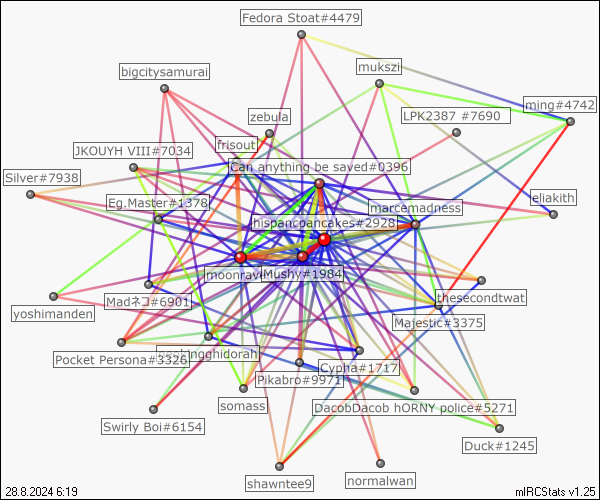 Fedora Stoat#4479
mukszi
bigcitysamurai
ming#4742
zebula
LPK2387 #7690
frisout
JKOUYH VIII#7034
Can anything be saved#0396
Silver#7938
Eg.Master#1378
eliakith
marcemadness
hispancpancakes#2928
moonravi
Mushy#1984
thesecondtwat
Madネコ#6901
yoshimanden
Majestic#3375
ngghidorah
Pocket Persona#3326
Cypha#1717
Pikabro#9971
somass
DacobDacob hORNY police#5271
Swirly Boi#6154
Duck#1245
shawntee9
normalwan
28.8.2024 6:19
mIRCStats v1.25